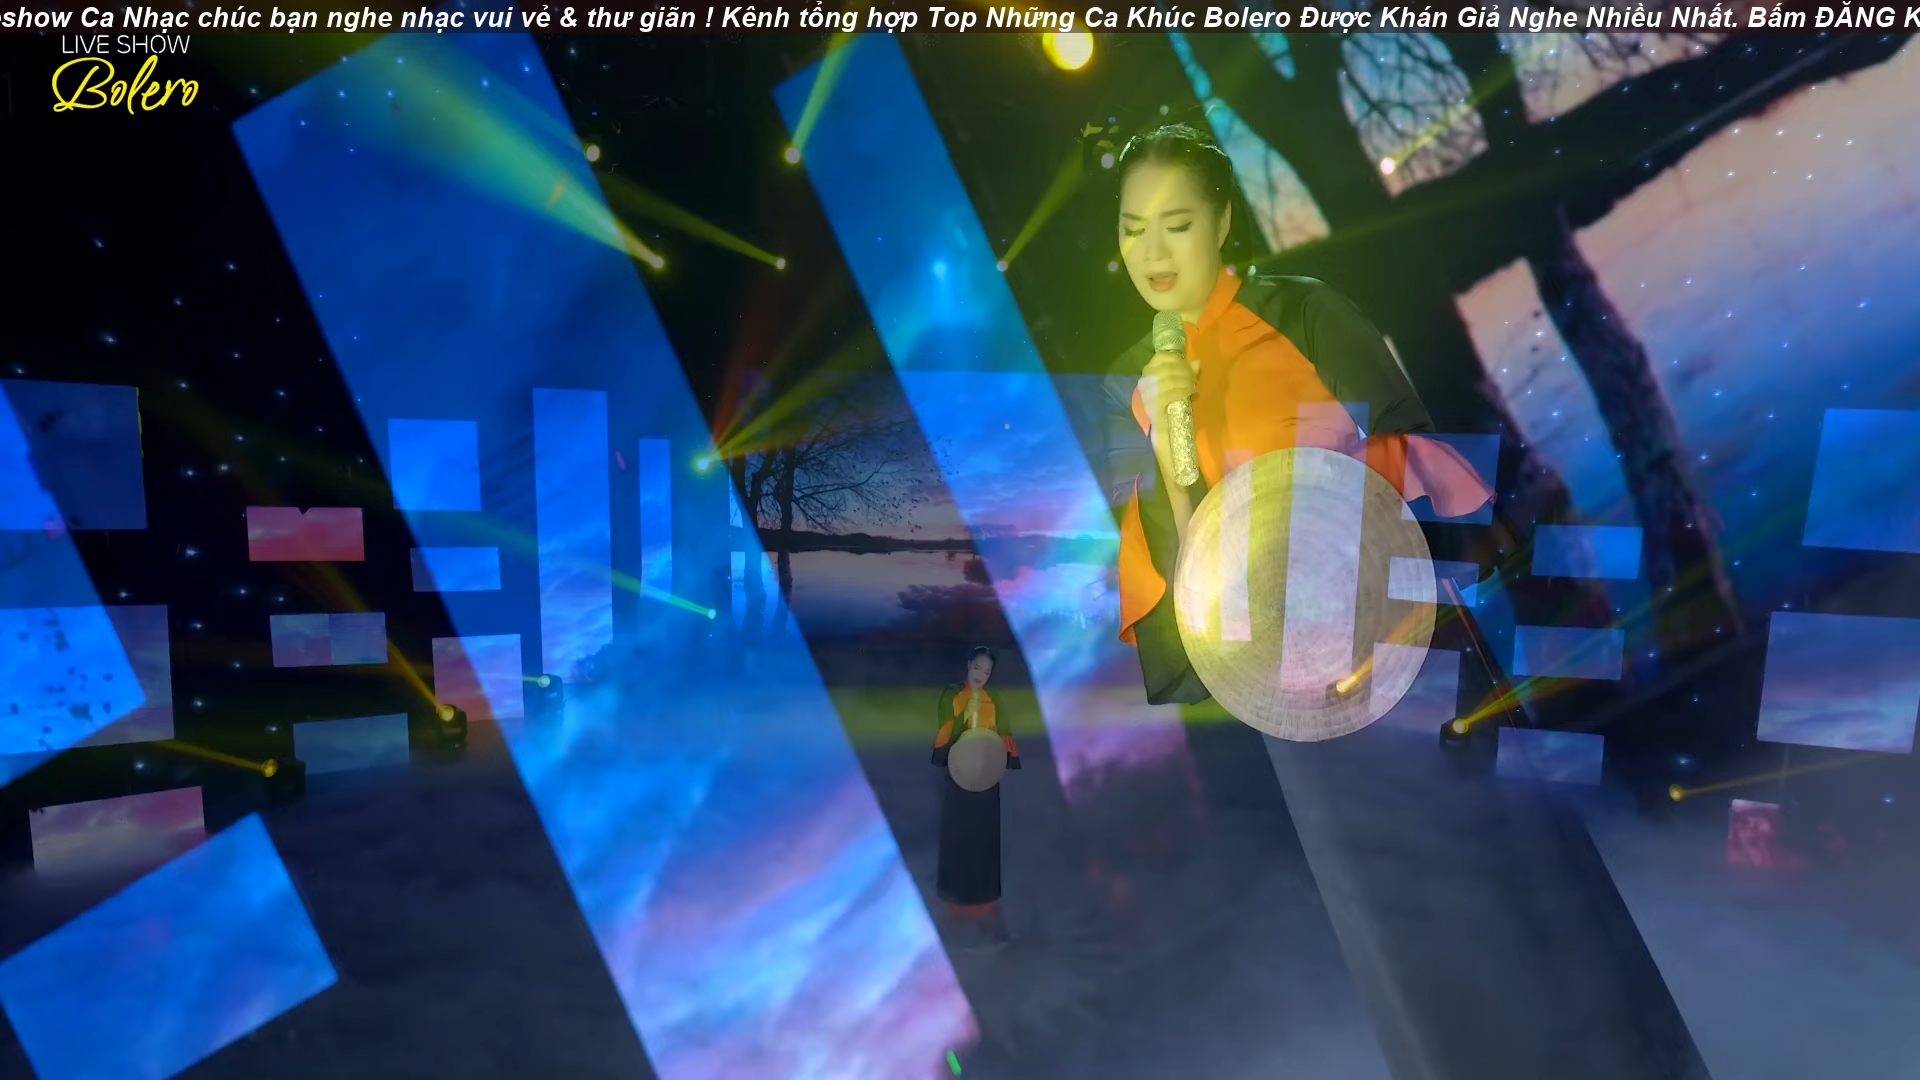 eshow Ca Nhạc chúc bạn nghe nhạc vui vẻ & thư giãn ! Kênh tổng hợp Top Những Ca Khúc Bolero Được Khán Giả Nghe Nhiều Nhất. Bấm ĐĂNG K
LIVE SHOW
Bolero